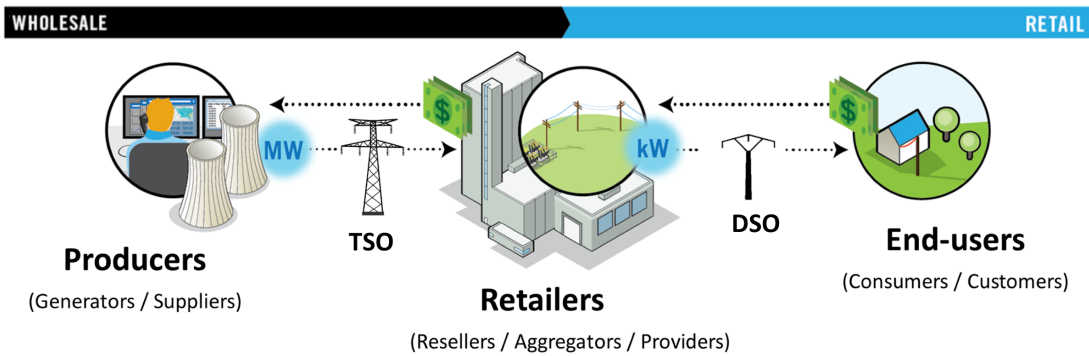 WHOLESALE
RETAIL
$
$
MW
kW
TSO
DSO
Producers
(Generators / Suppliers)
Retailers
(Resellers / Aggregators / Providers)
End-users
(Consumers / Customers)